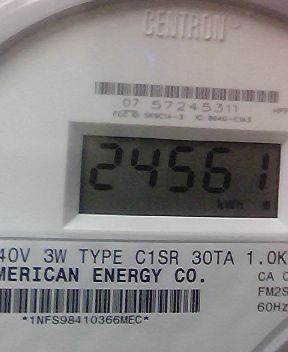 CENTRON
07 57245311
24561
kWh
40V 3W TYPE C1SR 30TA 1.0K
MERICAN ENERGY CO.
CA 0
FM2S
60Hz
*1NFS98410366MEC*